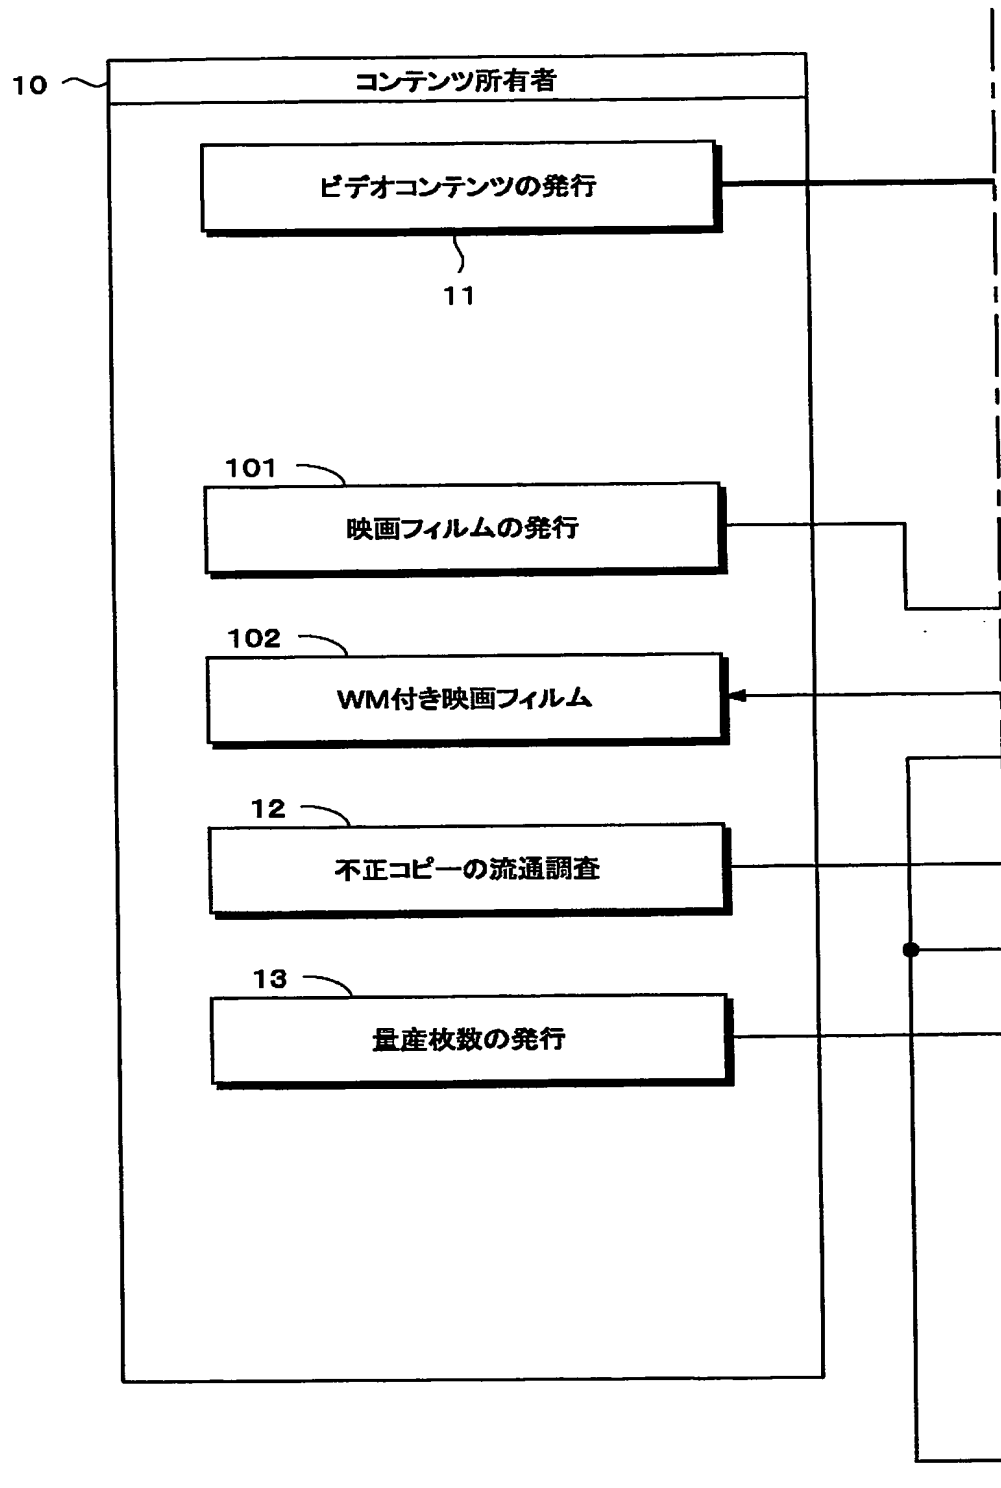 10
コンテンツ所有者
ビデオコンテンツの発行
11
101
映画フィルムの発行
102
WM付き映画フィルム
12
不正コピーの流通調査
13
量産枚数の発行